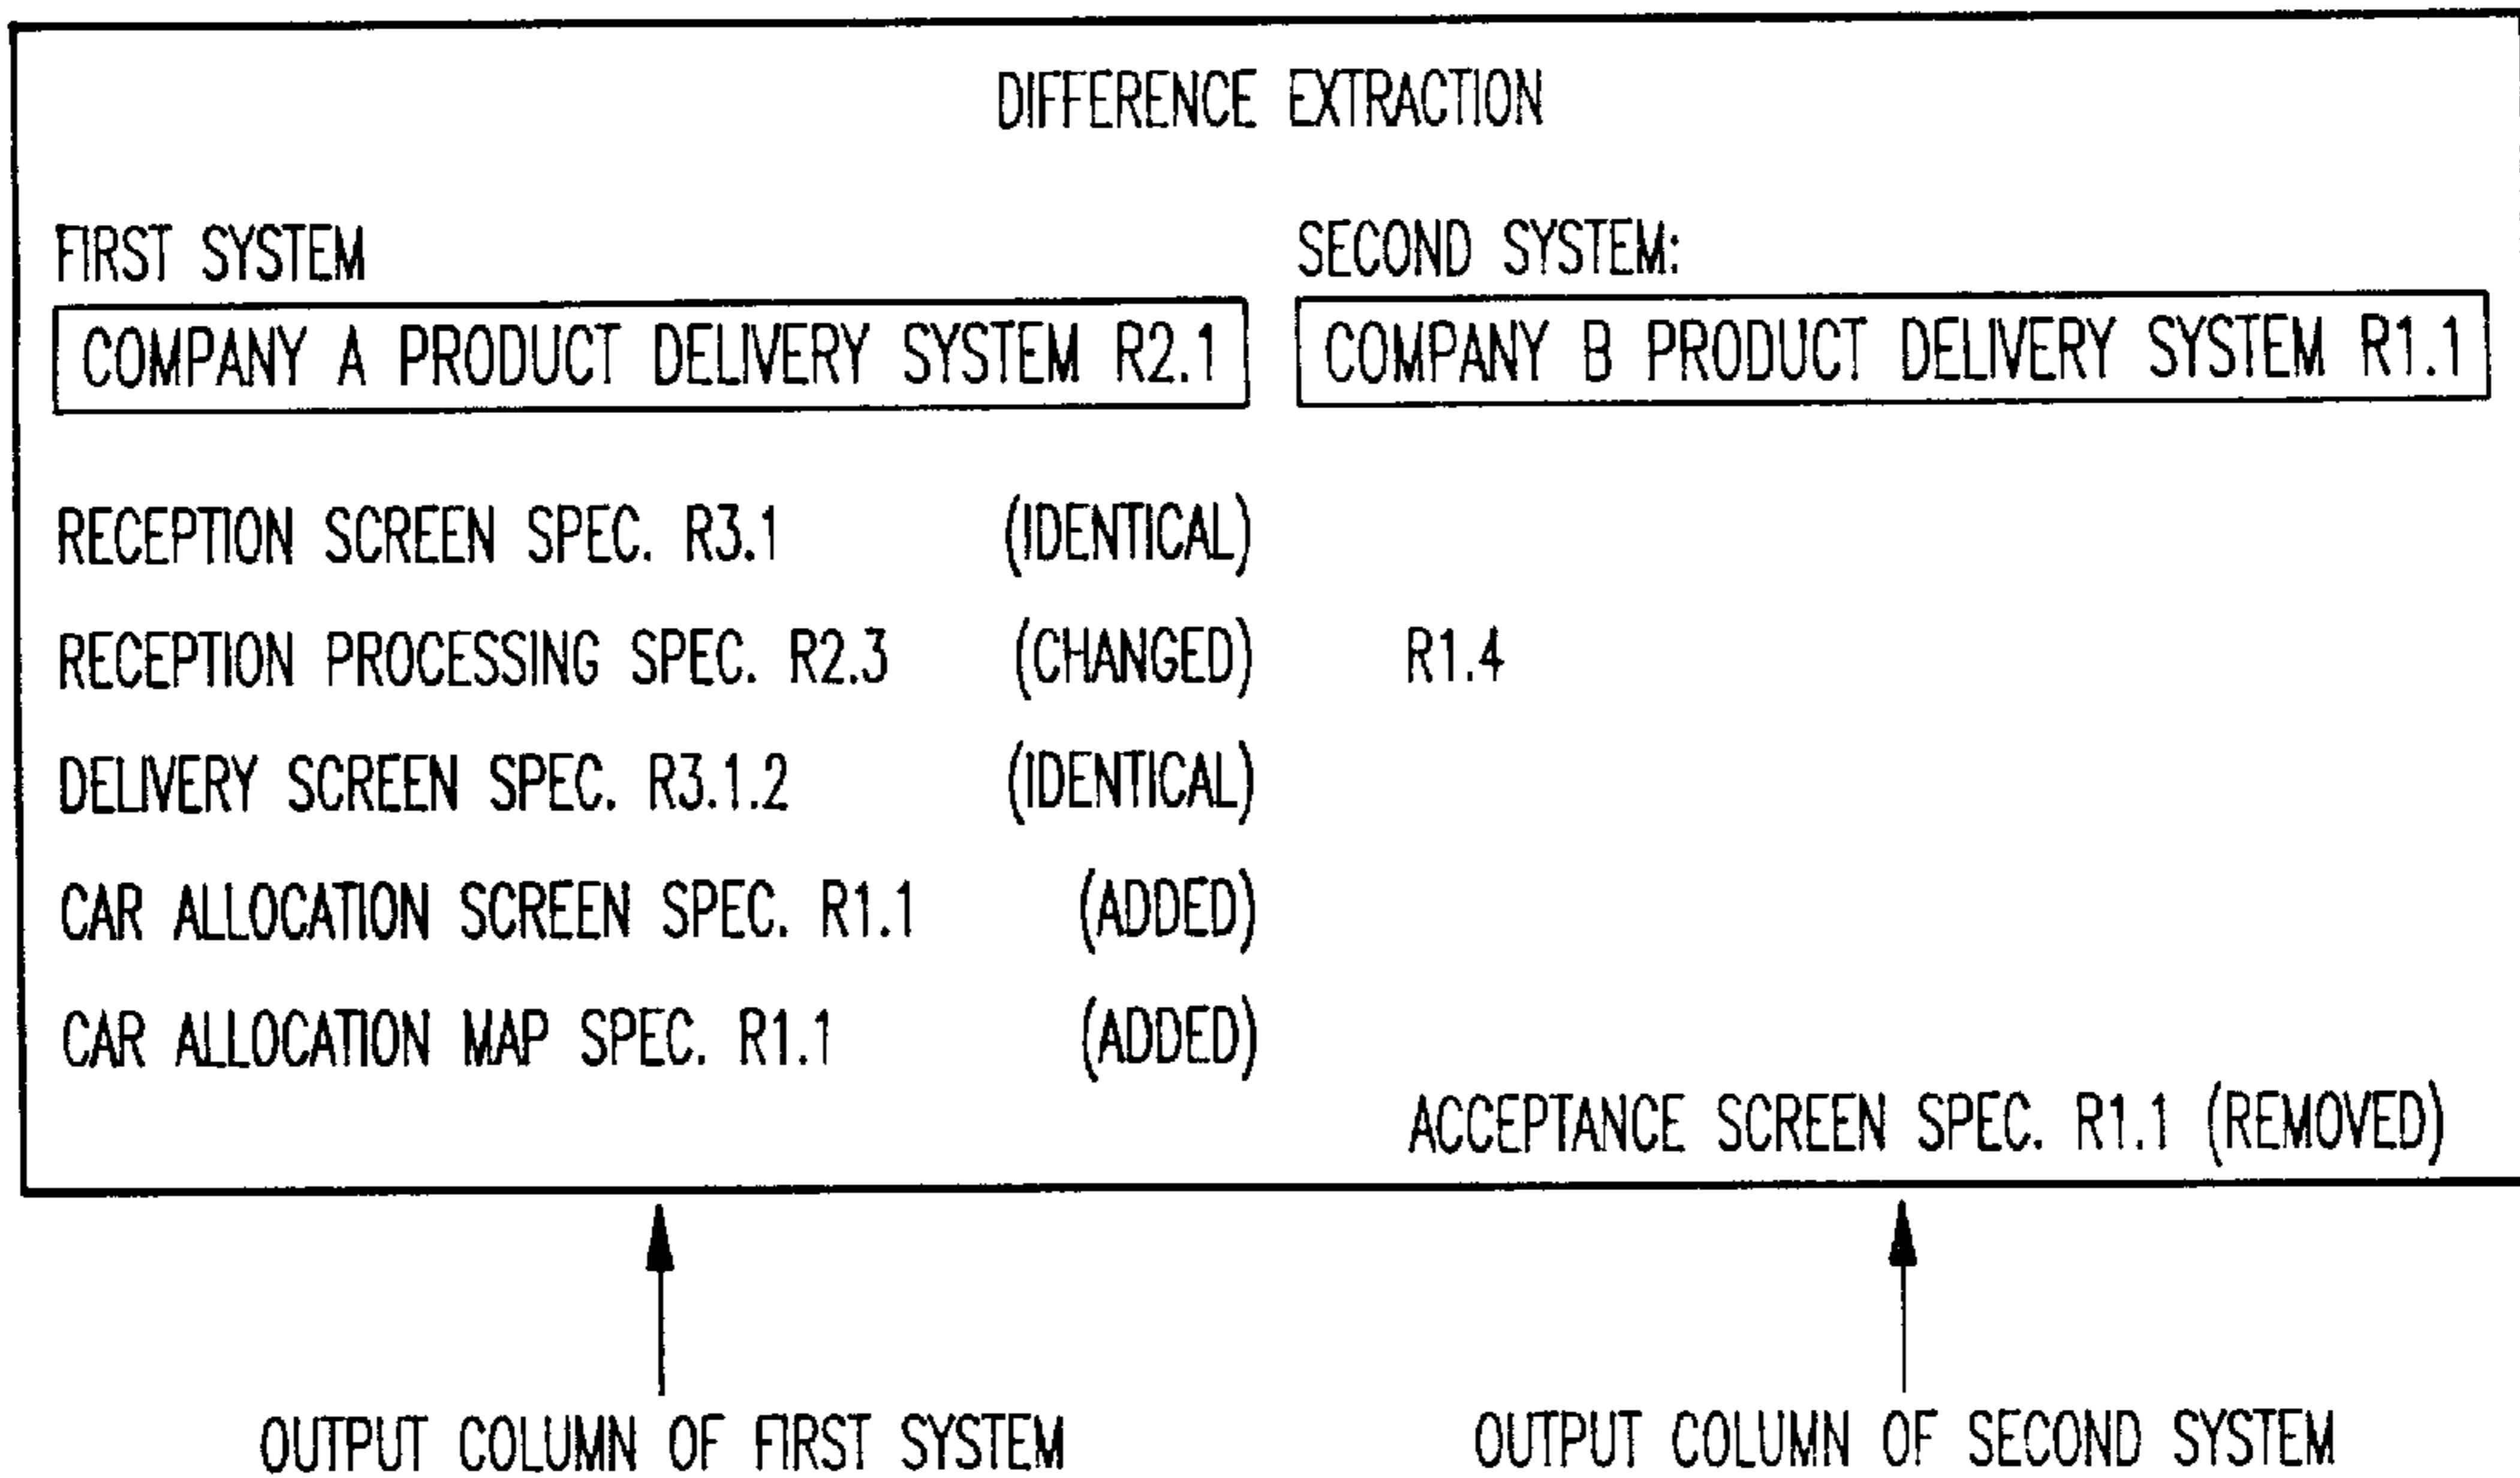 DIFFERENCE EXTRACTION
FIRST SYSTEM
SECOND SYSTEM:
COMPANY A PRODUCT DELIVERY SYSTEM R2.1
COMPANY B PRODUCT DELIVERY SYSTEM R1.1
RECEPTION SCREEN SPEC. R3.1 (IDENTICAL)
RECEPTION PROCESSING SPEC. R2.3 (CHANGED) R1.4
DELIVERY SCREEN SPEC. R3.1.2 (IDENTICAL)
CAR ALLOCATION SCREEN SPEC. R1.1 (ADDED)
CAR ALLOCATION MAP SPEC. R1.1 (ADDED)
ACCEPTANCE SCREEN SPEC. R1.1 (REMOVED)
OUTPUT COLUMN OF FIRST SYSTEM
OUTPUT COLUMN OF SECOND SYSTEM